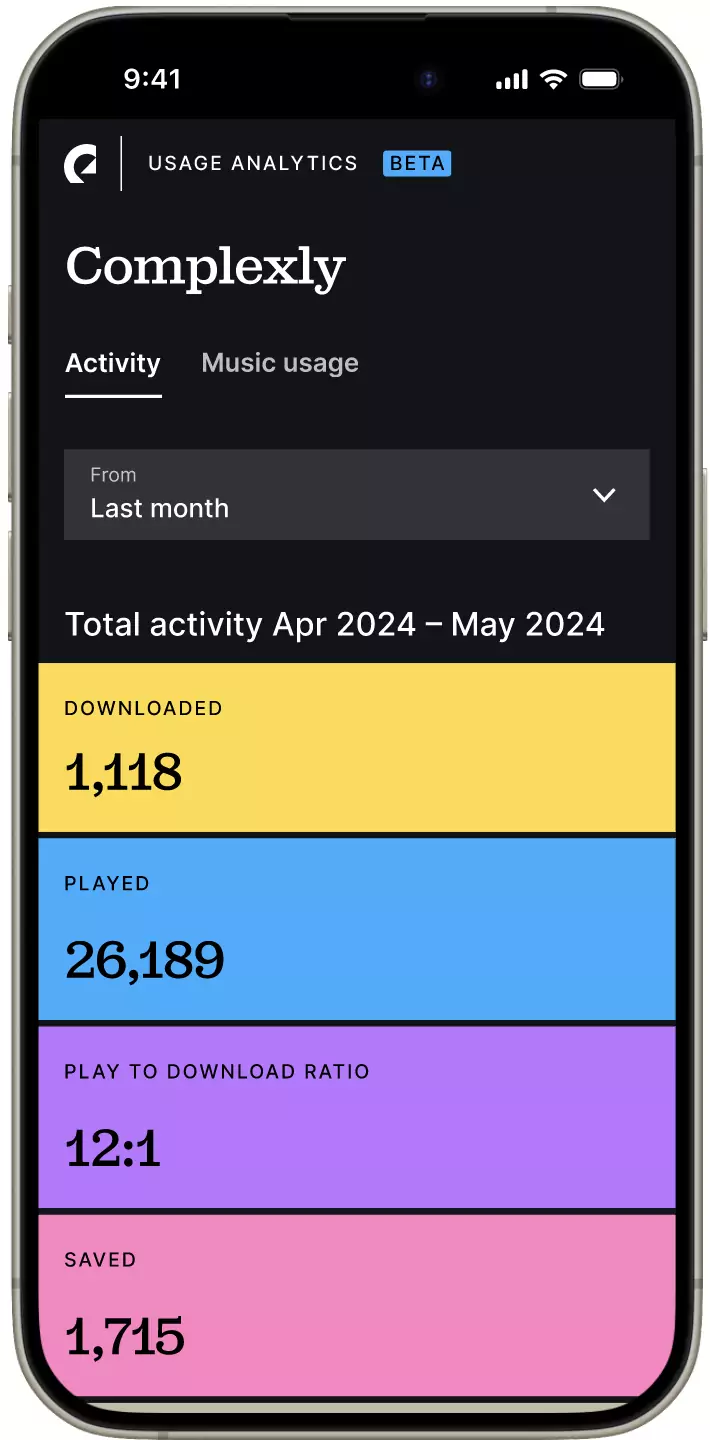 9:41
USAGE ANALYTICS BETA
Complexly
Activity Music usage
From
Last month
Total activity Apr 2024 – May 2024
DOWNLOADED
1,118
PLAYED
26,189
PLAY TO DOWNLOAD RATIO
12:1
SAVED
1,715